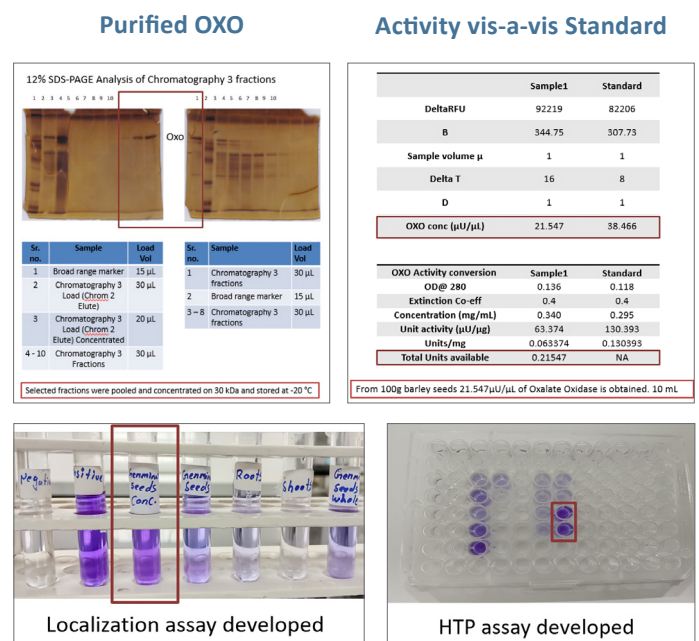 Purified OXO
Activity vis-a-vis Standard
12% SDS-PAGE Analysis of Chromatography 3 fractions
1 2 3 4 5 6 7 8 9 10
1 2 3 4 5 6 7 8 9 10
Oxo
Sr. no. Sample Load Vol
1 Broad range marker 15 µL
2 Chromatography 3 Load (Chrom 2 Elute) 30 µL
3 Chromatography 3 Load (Chrom 2 Elute) Concentrated 20 µL
4 - 10 Chromatography 3 Fractions 30 µL
Sr. no. Sample Load Vol
1 Chromatography 3 fractions 30 µL
2 Broad range marker 15 µL
3 – 8 Chromatography 3 fractions 30 µL
Selected fractions were pooled and concentrated on 30 kDa and stored at -20 °C
Sample1 Standard
DeltaRFU 92219 82206
B 344.75 307.73
Sample volume µ 1 1
Delta T 16 8
D 1 1
OXO conc (µU/µL) 21.547 38.466
OXO Activity conversion Sample1 Standard
OD@ 280 0.136 0.118
Extinction Co-eff 0.4 0.4
Concentration (mg/mL) 0.340 0.295
Unit activity (µU/µg) 63.374 130.393
Units/mg 0.063374 0.130393
Total Units available 0.21547 NA
From 100g barley seeds 21.547µU/µL of Oxalate Oxidase is obtained. 10 mL
Negati
sitive
Germin
seeds
Conc.
Germin
Seeds
Roots
Shoots
Germin
Seeds
whole
Localization assay developed
HTP assay developed